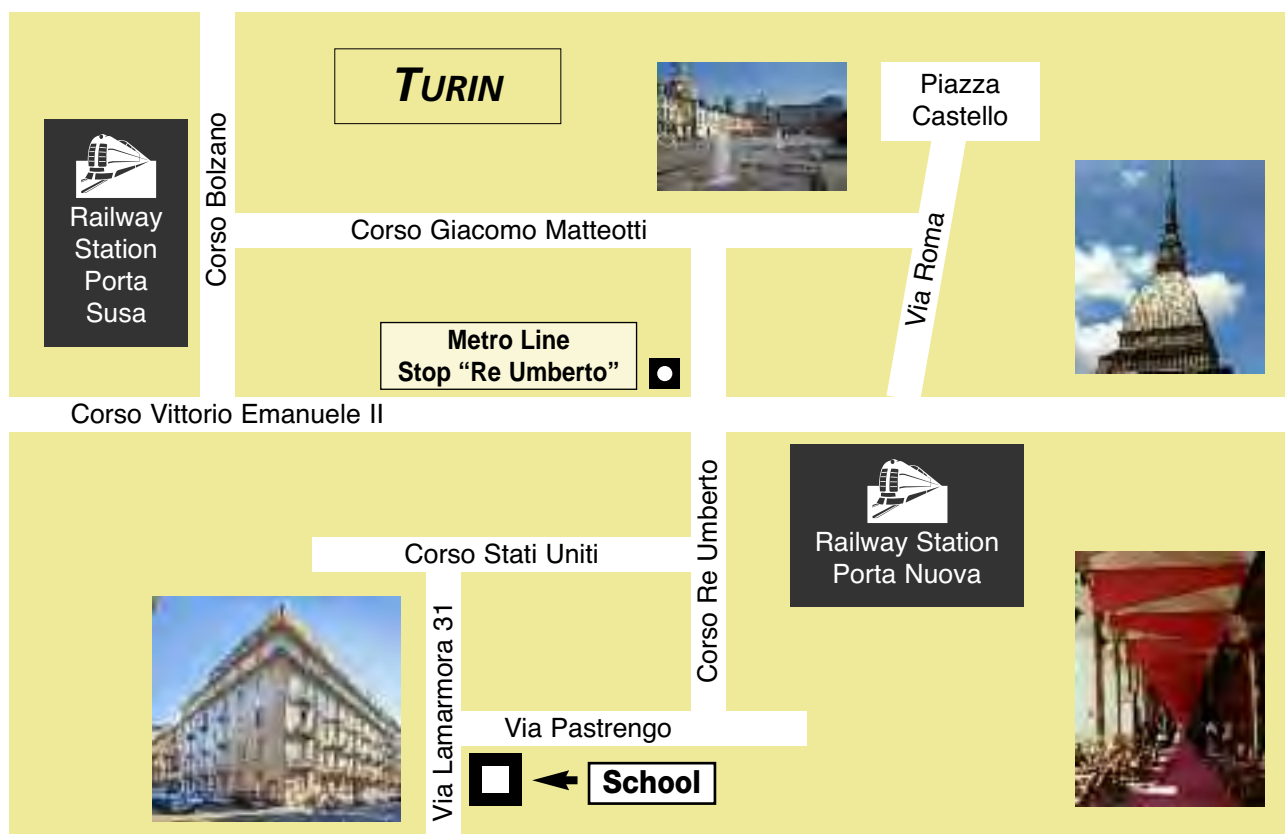 TURIN
Piazza
Castello
Corso Bolzano
Railway
Station
Porta
Susa
Corso Giacomo Matteotti
Via Roma
Metro Line
Stop “Re Umberto”
Corso Vittorio Emanuele II
Corso Re Umberto
Railway Station
Porta Nuova
Corso Stati Uniti
Via Lamarmora 31
Via Pastrengo
School